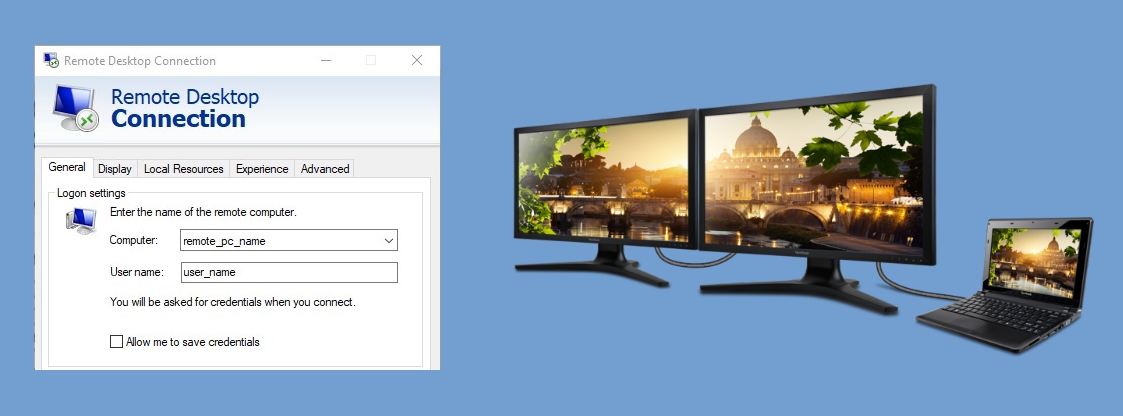 Remote Desktop Connection
Remote Desktop
Connection
General Display Local Resources Experience Advanced
Logon settings
Enter the name of the remote computer.
Computer: remote_pc_name
User name: user_name
You will be asked for credentials when you connect.
Allow me to save credentials